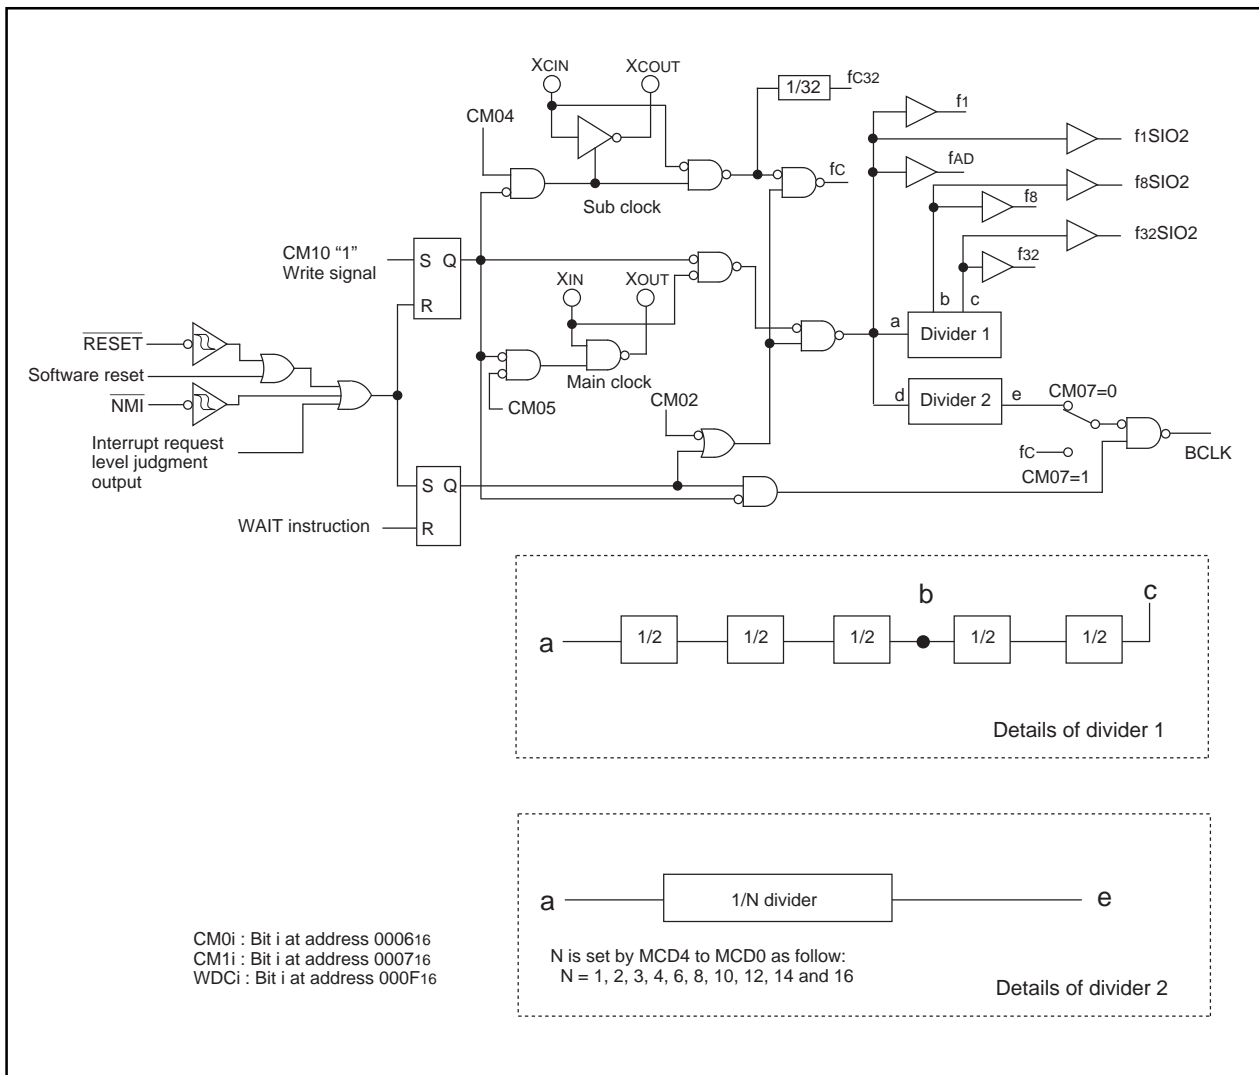 XCIN
XCOUT
1/32
fC32
CM04
f1
f1SIO2
fAD
fC
f8SIO2
f8
Sub clock
f32SIO2
f32
CM10 “1”
Write signal
S Q
R
XIN
XOUT
b c
a
Divider 1
RESET
Software reset
NMI
Main clock
CM05
CM02
d
Divider 2
e
CM07=0
Interrupt request
level judgment
output
fC
CM07=1
BCLK
S Q
R
WAIT instruction
a
1/2
1/2
1/2
b
1/2
1/2
c
Details of divider 1
a
1/N divider
e
N is set by MCD4 to MCD0 as follow:
N = 1, 2, 3, 4, 6, 8, 10, 12, 14 and 16
Details of divider 2
CM0i : Bit i at address 000616
CM1i : Bit i at address 000716
WDCi : Bit i at address 000F16